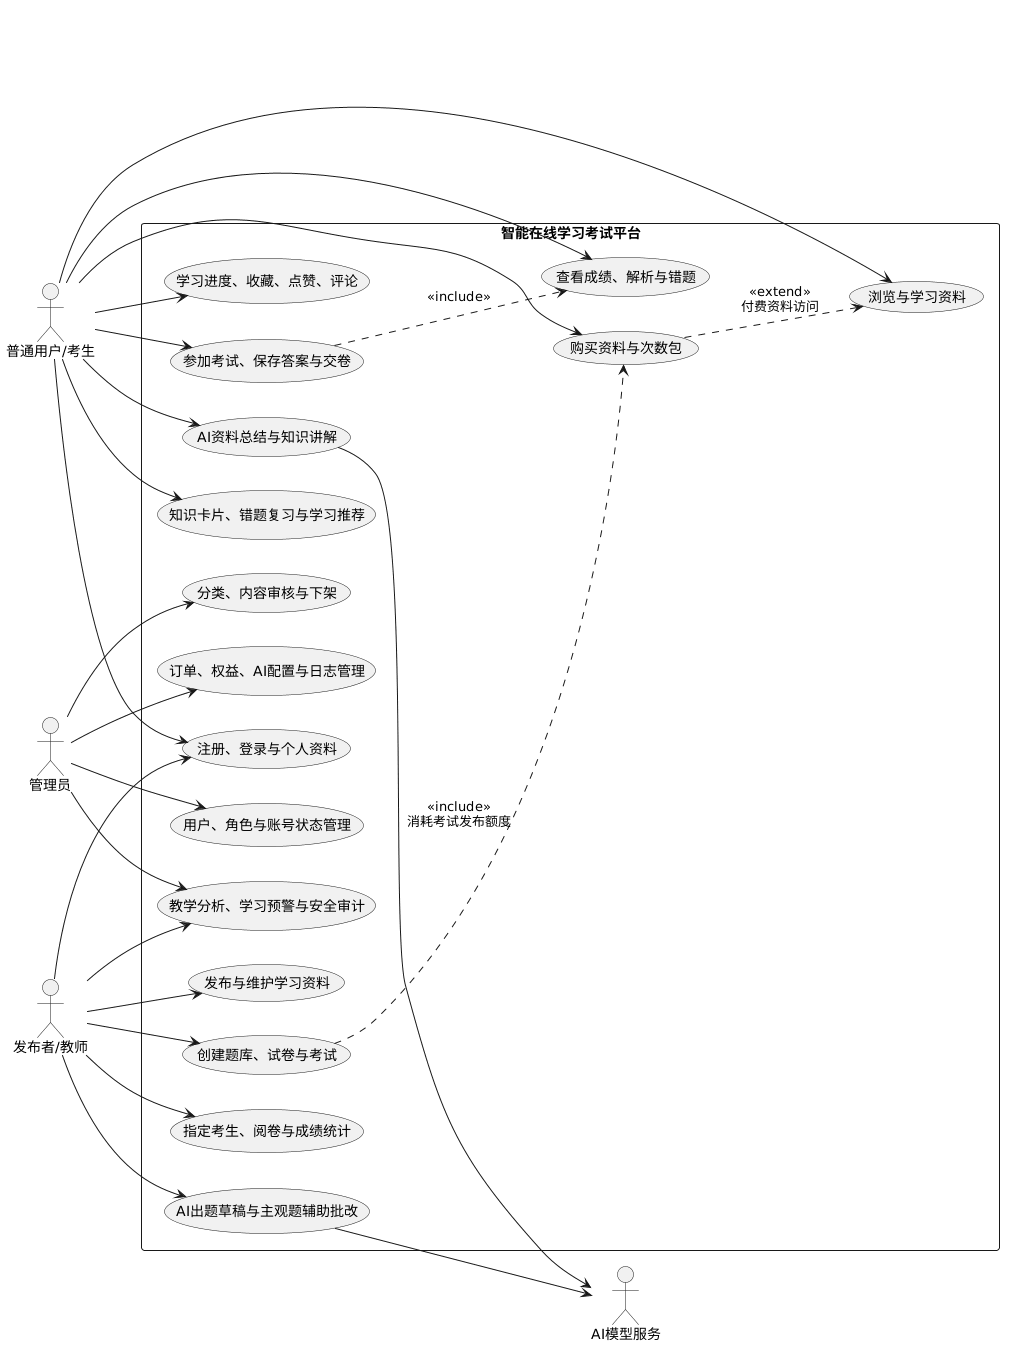 智能在线学习考试平台
学习进度、收藏、点赞、评论
查看成绩、解析与错题
浏览与学习资料
«include»
«extend»
付费资料访问
普通用户/考生
参加考试、保存答案与交卷
购买资料与次数包
AI资料总结与知识讲解
知识卡片、错题复习与学习推荐
分类、内容审核与下架
订单、权益、AI配置与日志管理
注册、登录与个人资料
管理员
用户、角色与账号状态管理
«include»
消耗考试发布额度
教学分析、学习预警与安全审计
发布与维护学习资料
发布者/教师
创建题库、试卷与考试
指定考生、阅卷与成绩统计
AI出题草稿与主观题辅助批改
AI模型服务